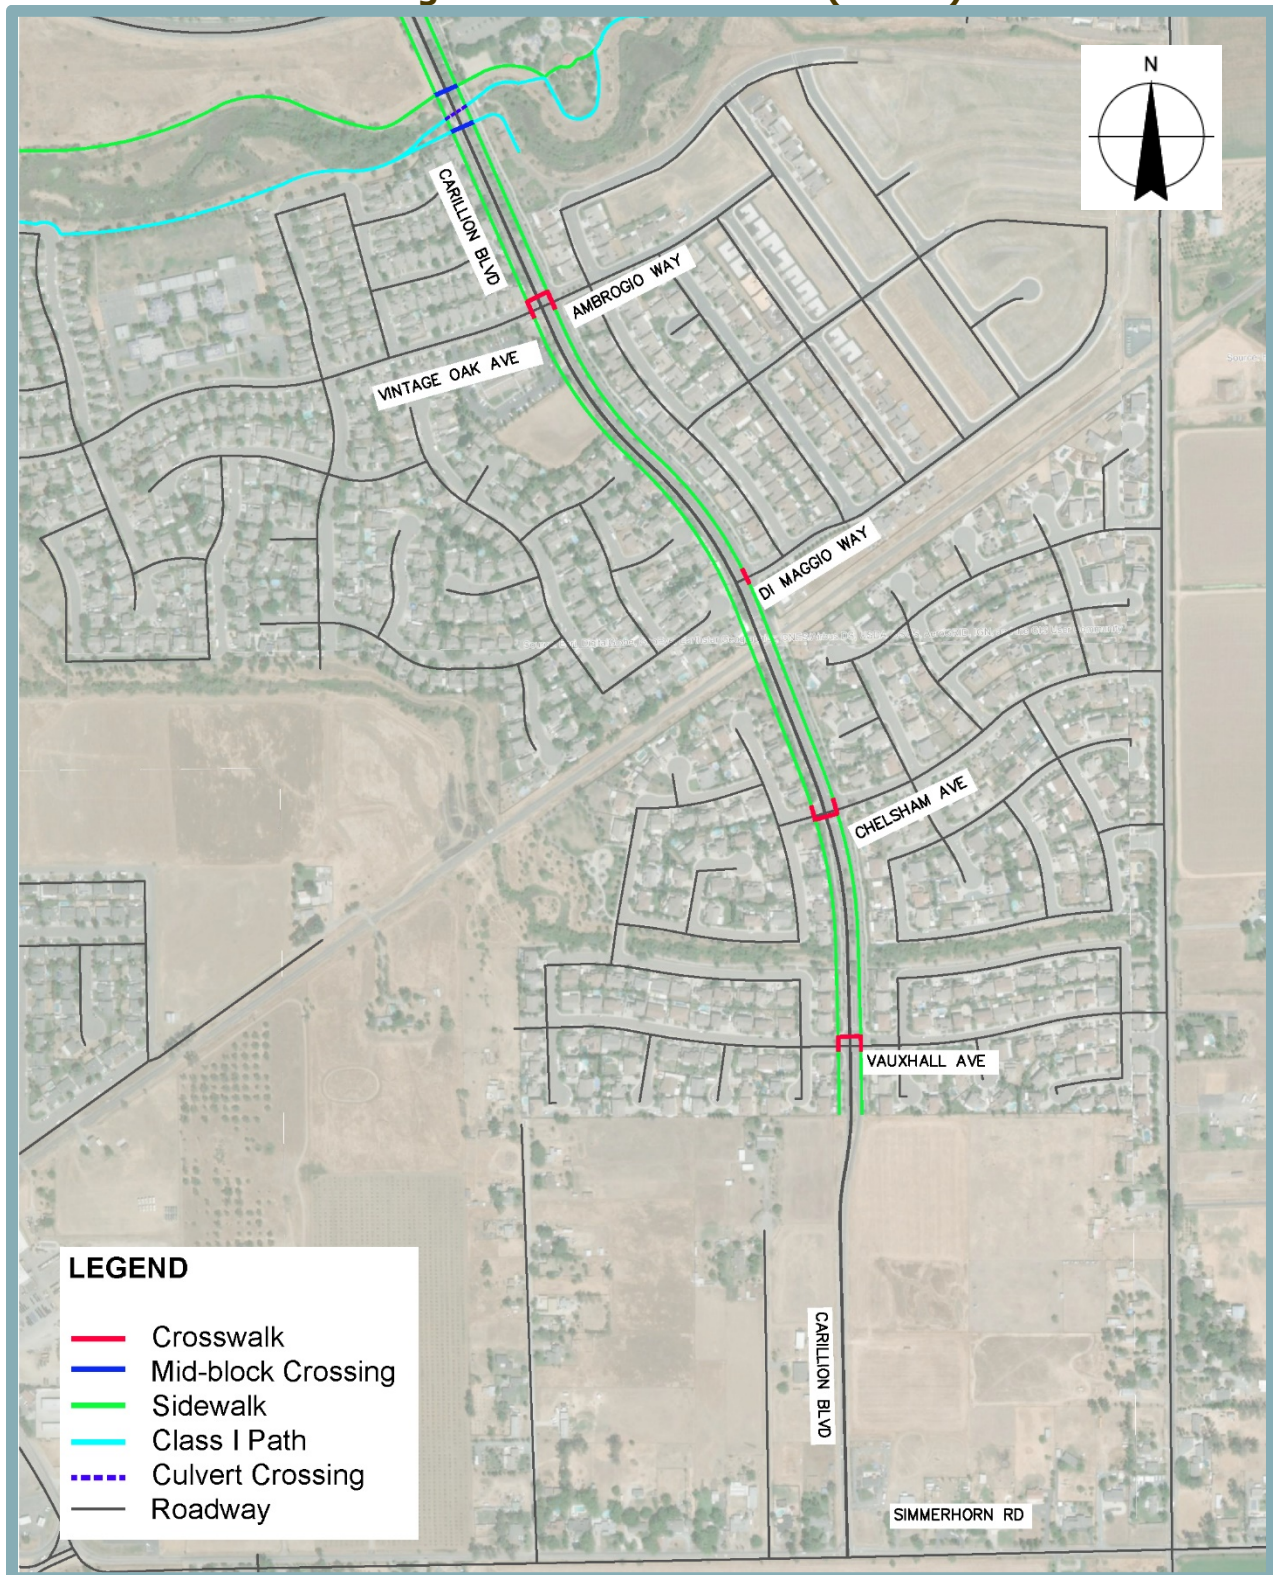 N
CARILLION BLVD
AMBROGIO WAY
VINTAGE OAK AVE
DI MAGGIO WAY
CHELSHAM AVE
VAUXHALL AVE
CARILLION BLVD
SIMMERHORN RD
LEGEND
Crosswalk
Mid-block Crossing
Sidewalk
Class I Path
Culvert Crossing
Roadway